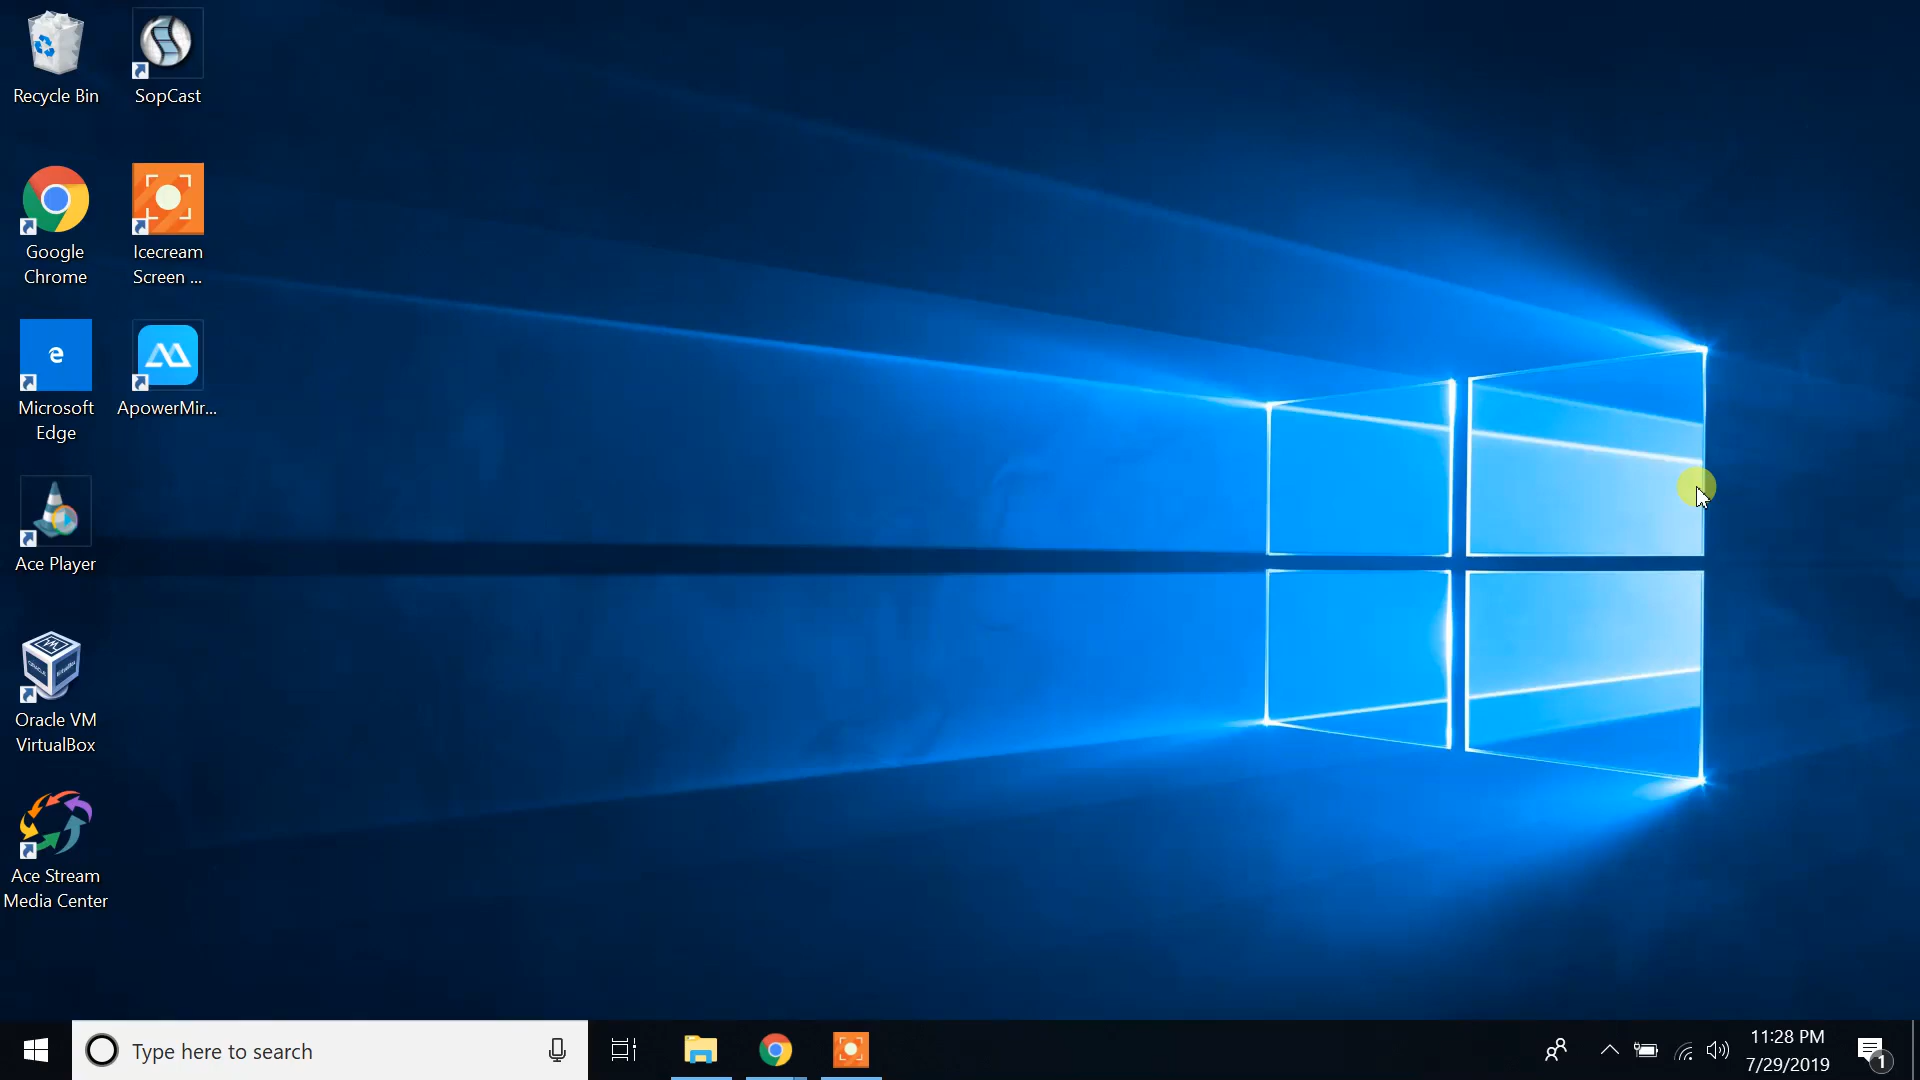 Recycle Bin
SopCast
Google
Chrome
Icecream
Screen ...
Microsoft
Edge
ApowerMir...
Ace Player
Oracle VM
VirtualBox
Ace Stream
Media Center
Type here to search
11:28 PM
7/29/2019
1